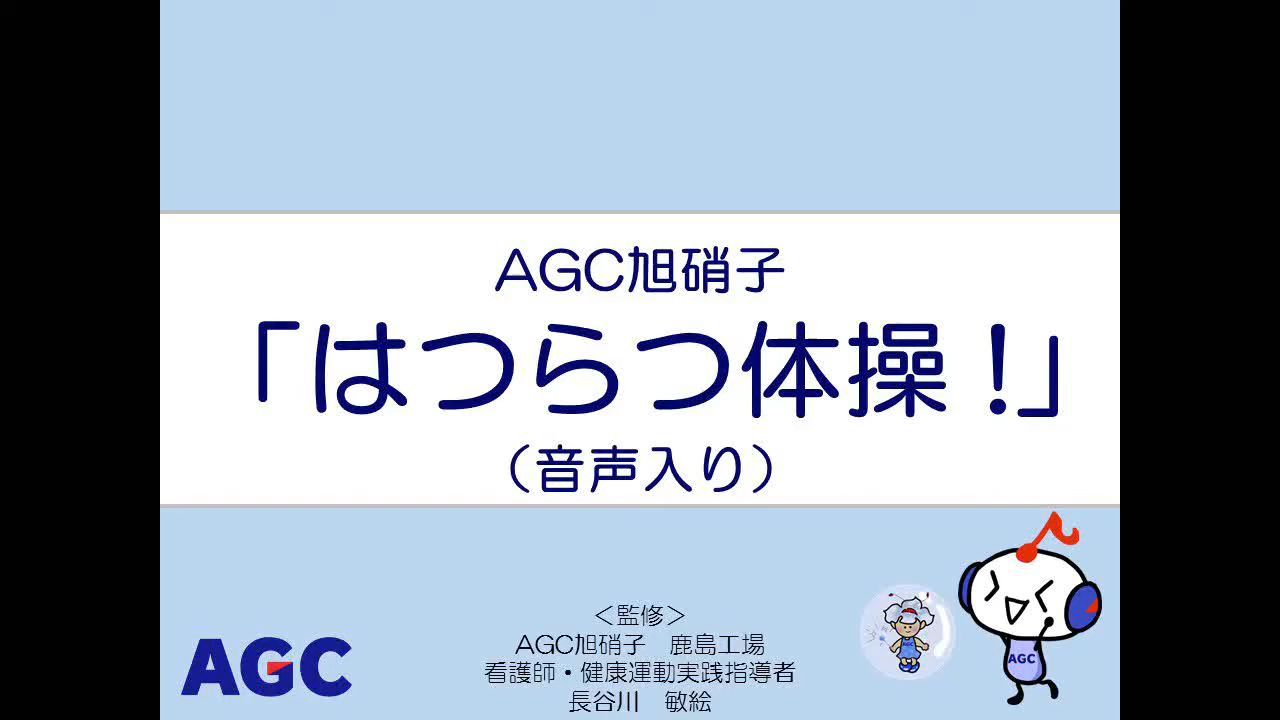 AGC旭硝子
「はつらつ体操！」
（音声入り）
＜監修＞
AGC旭硝子　鹿島工場
看護師・健康運動実践指導者
長谷川　敏絵
AGC
AGC